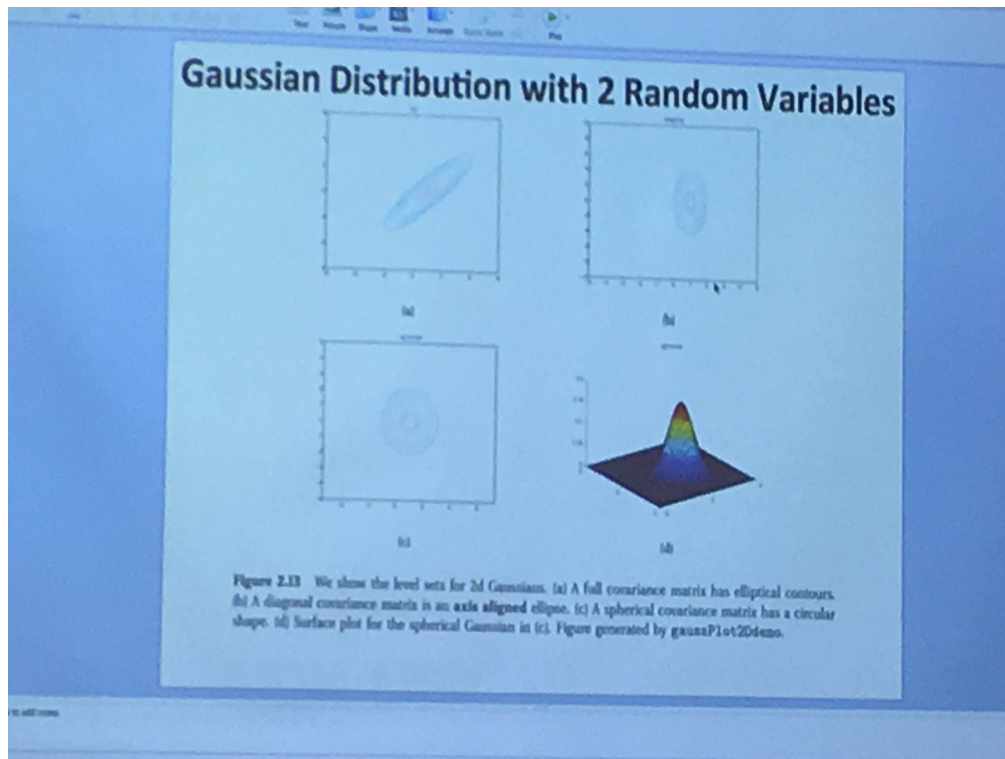 Play
Gaussian Distribution with 2 Random Variables
(a)
(b)
(c)
(d)
Figure 2.13 We show the level sets for 2d Gaussians. (a) A full covariance matrix has elliptical contours.
(b) A diagonal covariance matrix is an axis aligned ellipse. (c) A spherical covariance matrix has a circular
shape. (d) Surface plot for the spherical Gaussian in (c). Figure generated by gaussPlot2Ddemo.